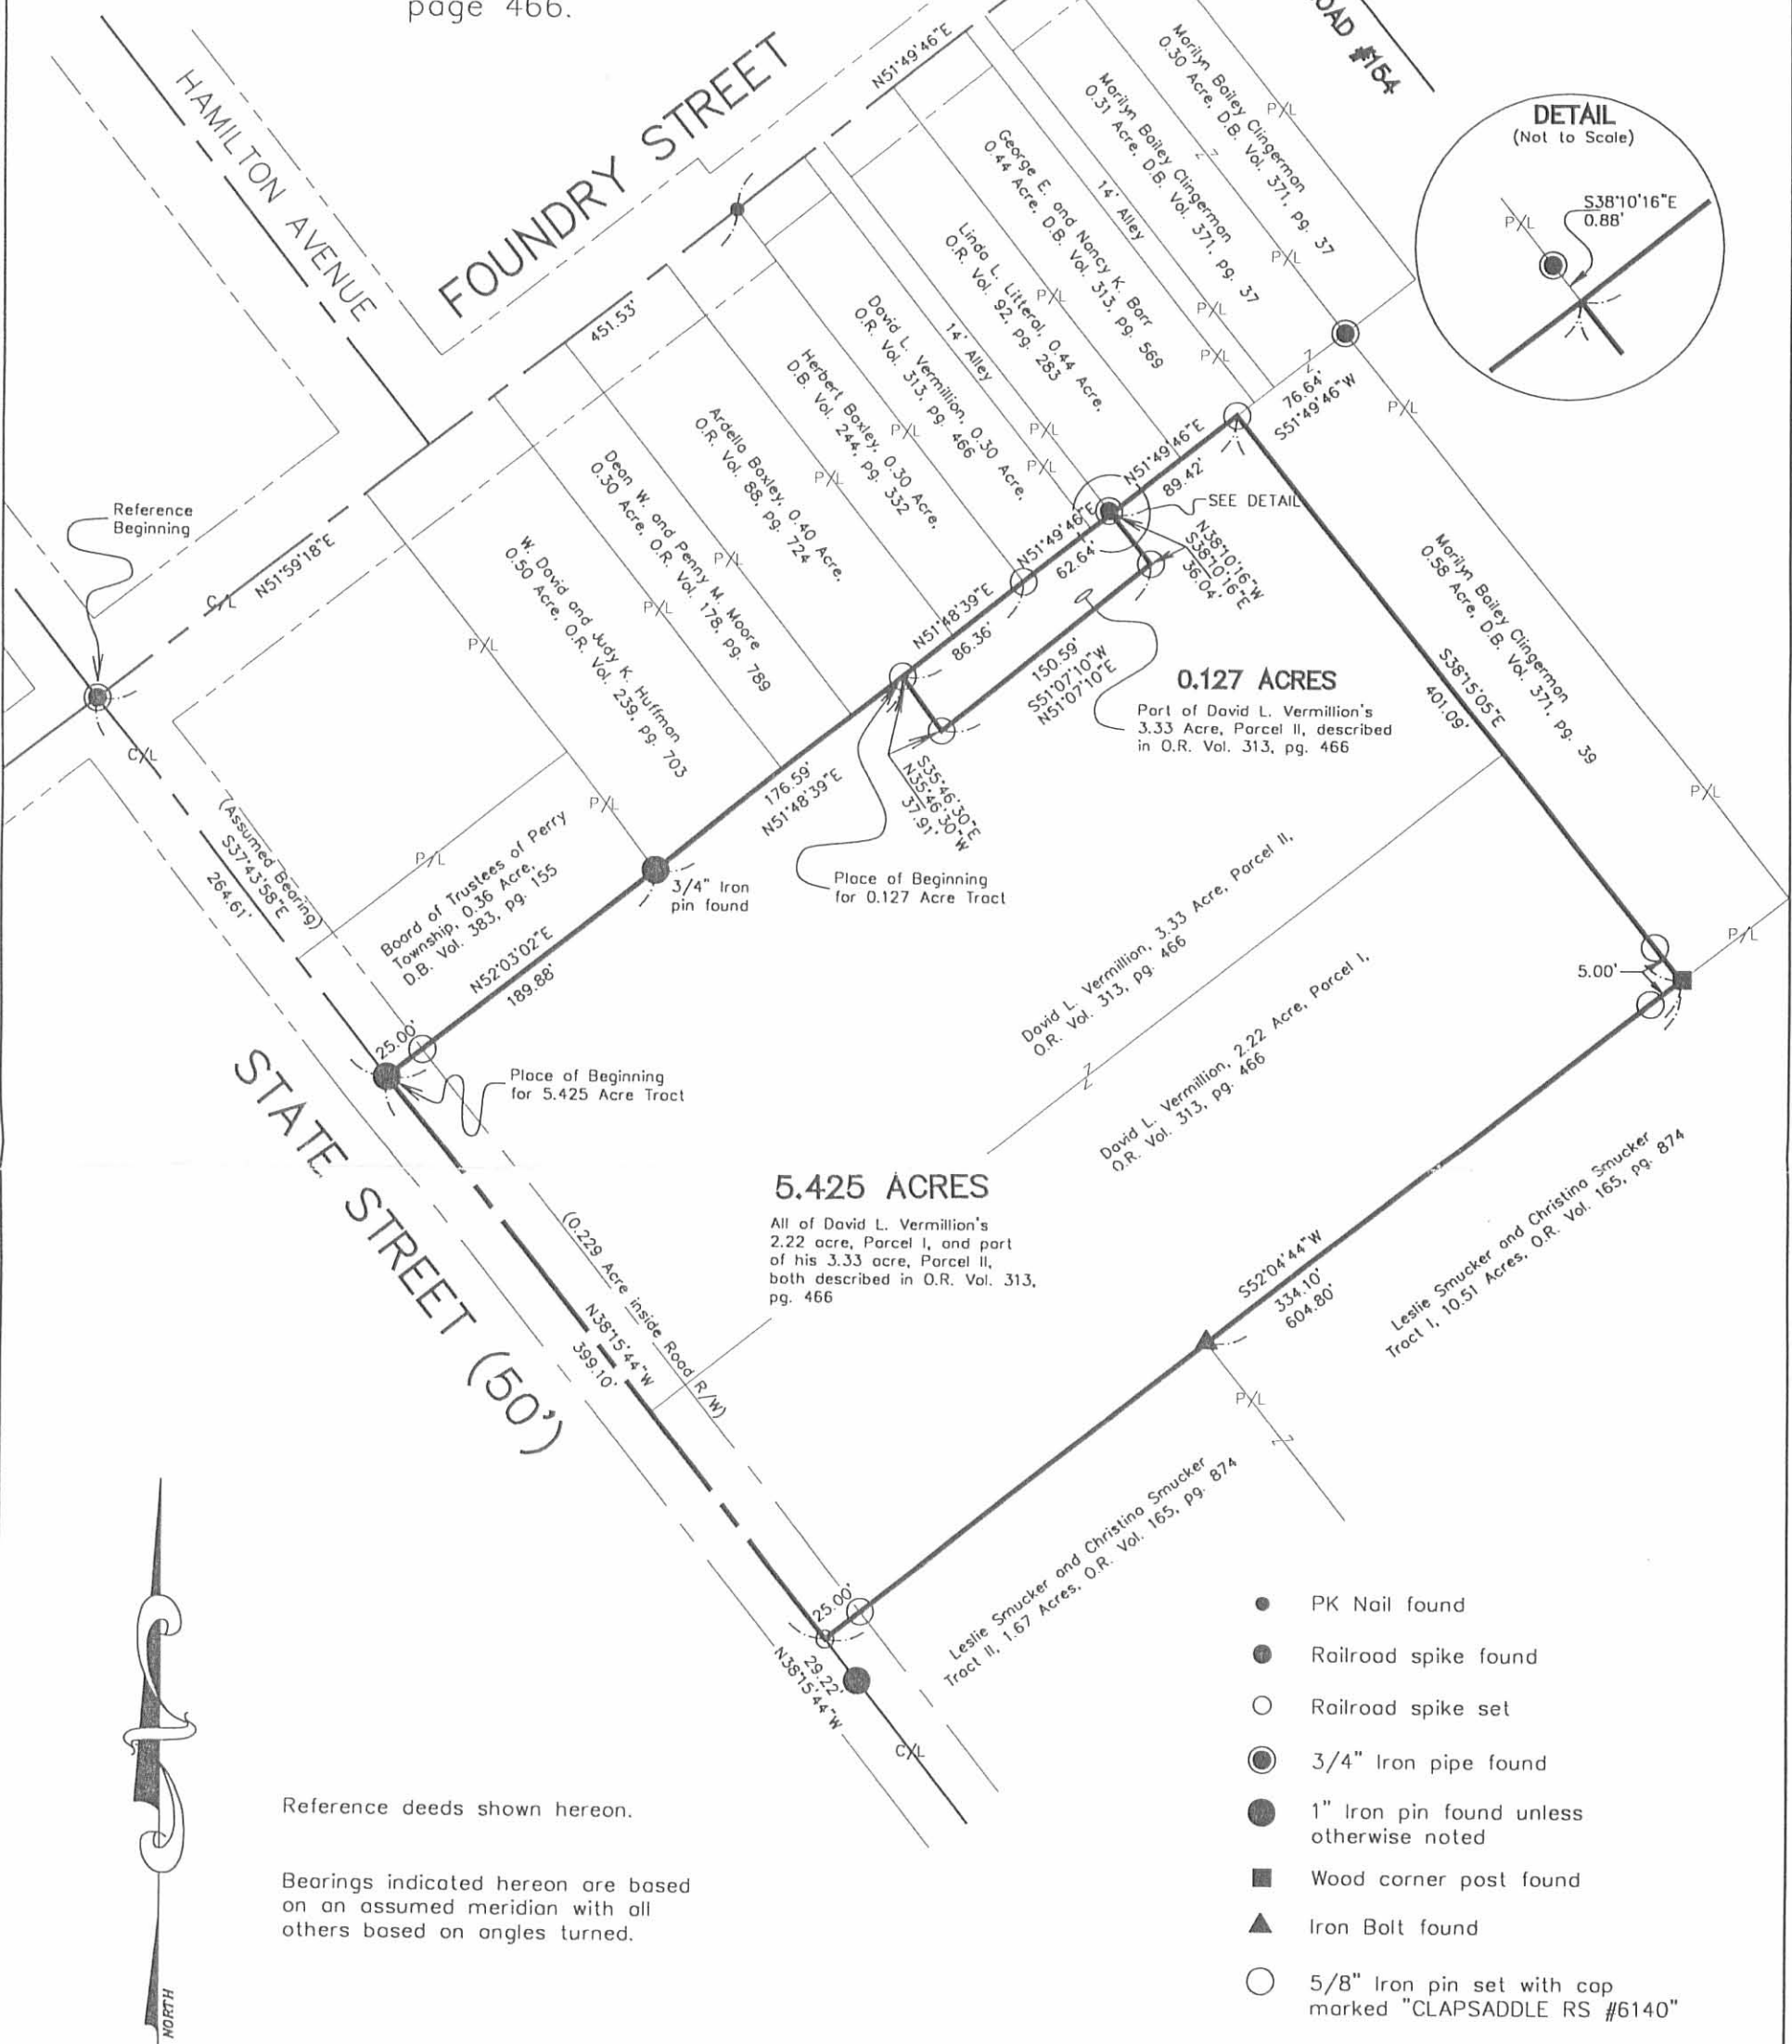 page 466.
OAD #164
HAMILTON AVENUE
FOUNDRY STREET
N51°49'46"E
Marilyn Bailey Clingerman
0.30 Acre, D.B. Vol. 371, pg. 37
P/L
Marilyn Bailey Clingerman
0.31 Acre, D.B. Vol. 371, pg. 37
P/L
14' Alley
P/L
George E. and Nancy K. Barr
0.44 Acre, D.B. Vol. 313, pg. 569
P/L
Linda L. Litteral, 0.44 Acre,
O.R. Vol. 92, pg. 283
P/L
14' Alley
P/L
P/L
David L. Vermillion, 0.30 Acre,
O.R. Vol. 313, pg. 466
P/L
Herbert Baxley, 0.30 Acre,
D.B. Vol. 244, pg. 332
P/L
Ardella Baxley, 0.40 Acre,
O.R. Vol. 88, pg. 724
P/L
Dean W. and Penny M. Moore
0.30 Acre, O.R. Vol. 178, pg. 789
P/L
W. David and Judy K. Huffman
0.50 Acre, O.R. Vol. 239, pg. 703
P/L
P/L
DETAIL
(Not to Scale)
S38°10'16"E
0.88'
P/L
451.53'
Reference
Beginning
C/L
N51°59'18"E
C/L
(Assumed Bearing)
S37°43'58"E
264.61'
76.64'
S51°49'46"W
P/L
N51°49'46"E
89.42'
SEE DETAIL
N51°49'46"E
62.64'
N38°10'16"W
S38°10'16"E
36.04'
N51°48'39"E
86.36'
150.59'
S51°07'10"W
N51°07'10"E
0.127 ACRES
Part of David L. Vermillion's
3.33 Acre, Parcel II, described
in O.R. Vol. 313, pg. 466
Marilyn Bailey Clingerman
0.58 Acre, D.B. Vol. 371, pg. 39
P/L
S38°15'05"E
401.09'
176.59'
N51°48'39"E
S35°46'30"E
N35°46'30"W
37.91'
Place of Beginning
for 0.127 Acre Tract
3/4" Iron
pin found
P/L
Board of Trustees of Perry
Township, 0.36 Acre,
D.B. Vol. 383, pg. 155
N52°03'02"E
189.88'
25.00'
Place of Beginning
for 5.425 Acre Tract
5.00'
P/L
David L. Vermillion, 3.33 Acre, Parcel II,
O.R. Vol. 313, pg. 466
David L. Vermillion, 2.22 Acre, Parcel I,
O.R. Vol. 313, pg. 466
STATE STREET (50')
5.425 ACRES
All of David L. Vermillion's
2.22 acre, Parcel I, and part
of his 3.33 acre, Parcel II,
both described in O.R. Vol. 313,
pg. 466
(0.229 Acre inside Road R/W)
N38°15'44"W
399.10'
S52°04'44"W
334.10'
604.80'
Leslie Smucker and Christina Smucker
Tract I, 10.51 Acres, O.R. Vol. 165, pg. 874
P/L
Leslie Smucker and Christina Smucker
Tract II, 1.67 Acres, O.R. Vol. 165, pg. 874
25.00'
29.22'
N38°15'44"W
C/L
PK Nail found
Railroad spike found
Railroad spike set
3/4" Iron pipe found
1" Iron pin found unless
otherwise noted
Wood corner post found
Iron Bolt found
5/8" Iron pin set with cap
marked "CLAPSADDLE RS #6140"
Reference deeds shown hereon.
Bearings indicated hereon are based
on an assumed meridian with all
others based on angles turned.
NORTH